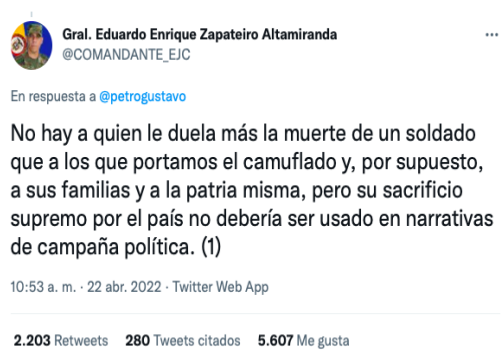 Gral. Eduardo Enrique Zapateiro Altamiranda
@COMANDANTE_EJC
En respuesta a @petrogustavo
No hay a quien le duela más la muerte de un soldado
que a los que portamos el camuflado y, por supuesto,
a sus familias y a la patria misma, pero su sacrificio
supremo por el país no debería ser usado en narrativas
de campaña política. (1)
10:53 a. m. · 22 abr. 2022 · Twitter Web App
2.203 Retweets 280 Tweets citados 5.607 Me gusta